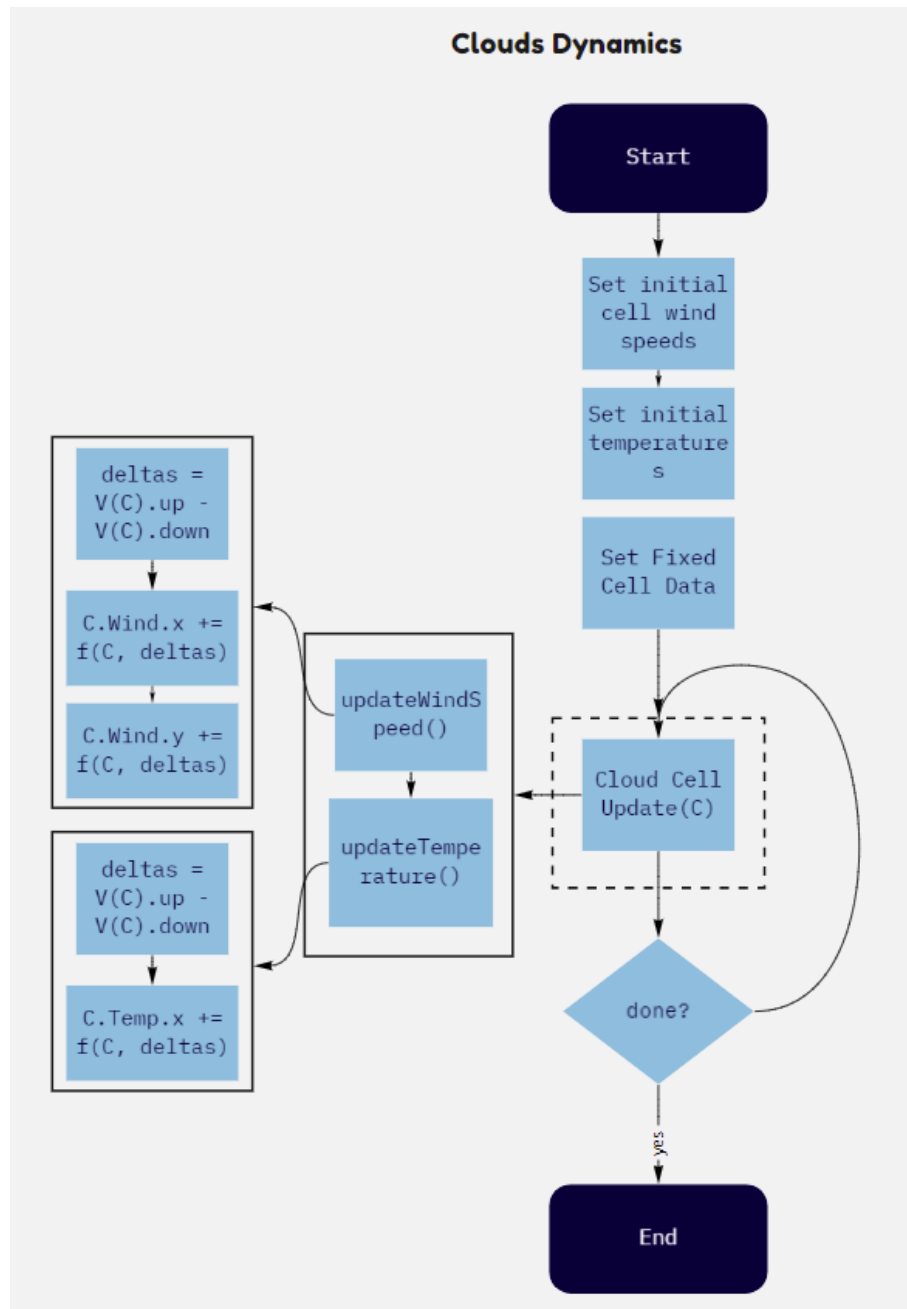 Clouds Dynamics
Start
Set initial
cell wind
speeds
Set initial
temperature
s
Set Fixed
Cell Data
Cloud Cell
Update(C)
done?
yes
End
updateWindS
peed()
updateTempe
rature()
deltas =
V(C).up -
V(C).down
C.Wind.x +=
f(C, deltas)
C.Wind.y +=
f(C, deltas)
deltas =
V(C).up -
V(C).down
C.Temp.x +=
f(C, deltas)